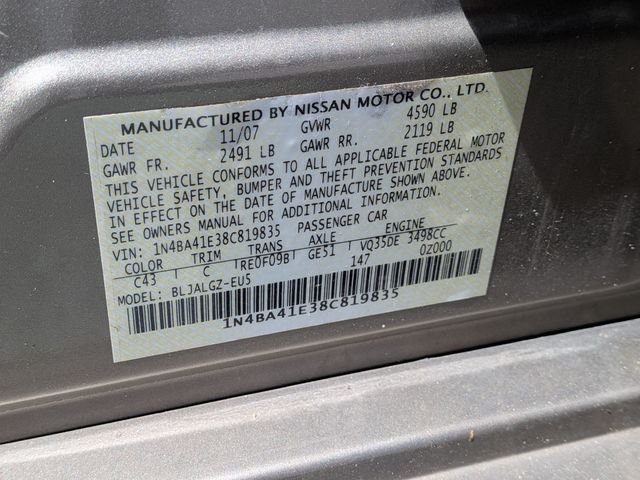 MANUFACTURED BY NISSAN MOTOR CO., LTD.
DATE 11/07 GVWR 4590 LB
GAWR FR. 2491 LB GAWR RR. 2119 LB
THIS VEHICLE CONFORMS TO ALL APPLICABLE FEDERAL MOTOR
VEHICLE SAFETY, BUMPER AND THEFT PREVENTION STANDARDS
IN EFFECT ON THE DATE OF MANUFACTURE SHOWN ABOVE.
SEE OWNERS MANUAL FOR ADDITIONAL INFORMATION.
VIN: 1N4BA41E38C819835 PASSENGER CAR
COLOR TRIM TRANS AXLE ENGINE
C43 C RE0F09B GE51 VQ35DE 3498CC
MODEL: BLJALGZ-EU5 147 0Z000
1N4BA41E38C819835